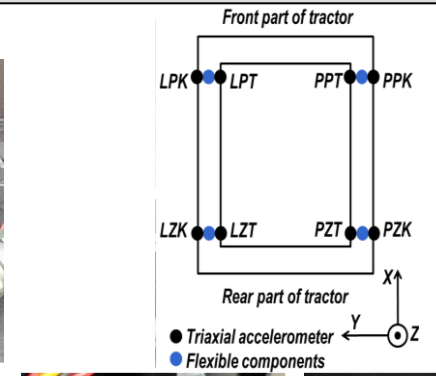 Front part of tractor
LPK LPT PPT PPK
LZK LZT PZT PZK
X
Rear part of tractor
Y
Z
Triaxial accelerometer
Flexible components